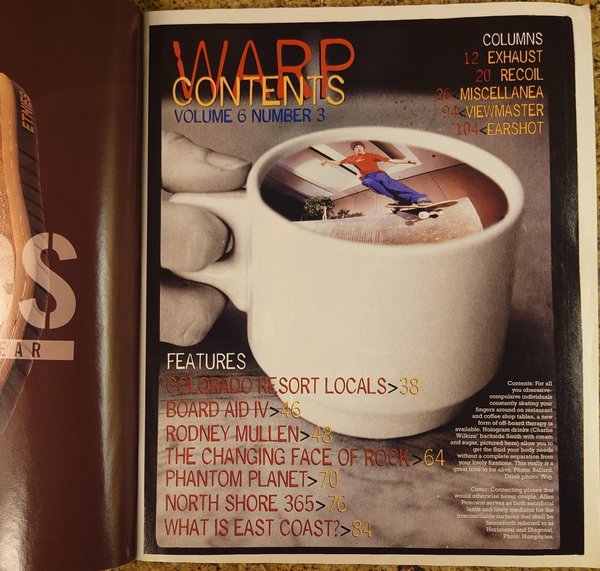 WARP
CONTENTS
VOLUME 6 NUMBER 3
COLUMNS
12 EXHAUST
20 RECOIL
26<MISCELLANEA
94<VIEWMASTER
104<EARSHOT
ETNIES
CS
EAR
FEATURES
COLORADO RESORT LOCALS>38
BOARD AID IV>46
RODNEY MULLEN>48
THE CHANGING FACE OF ROCK>64
PHANTOM PLANET>70
NORTH SHORE 365>76
WHAT IS EAST COAST?>84
Contents: For all
you obsessive-
compulsive individuals
constantly skating your
fingers around on restaurant
and coffee shop tables, a new
form of off-board therapy is
available. Hologram drinks (Charlie
Wilkins' backside Smith with cream
and sugar, pictured here) allow you to
get the fluid your body needs
without a complete separation from
your lively fixations. This really is a
great time to be alive. Photo: Ballard.
Drink photo: Wig.
Cover: Connecting planes that
would otherwise never couple, Allan
Peterson serves as both sacrificial
lamb and lively mediator for the
irreconcilable surfaces that shall be
henceforth referred to as
Horizontal and Diagonal.
Photo: Humphries.